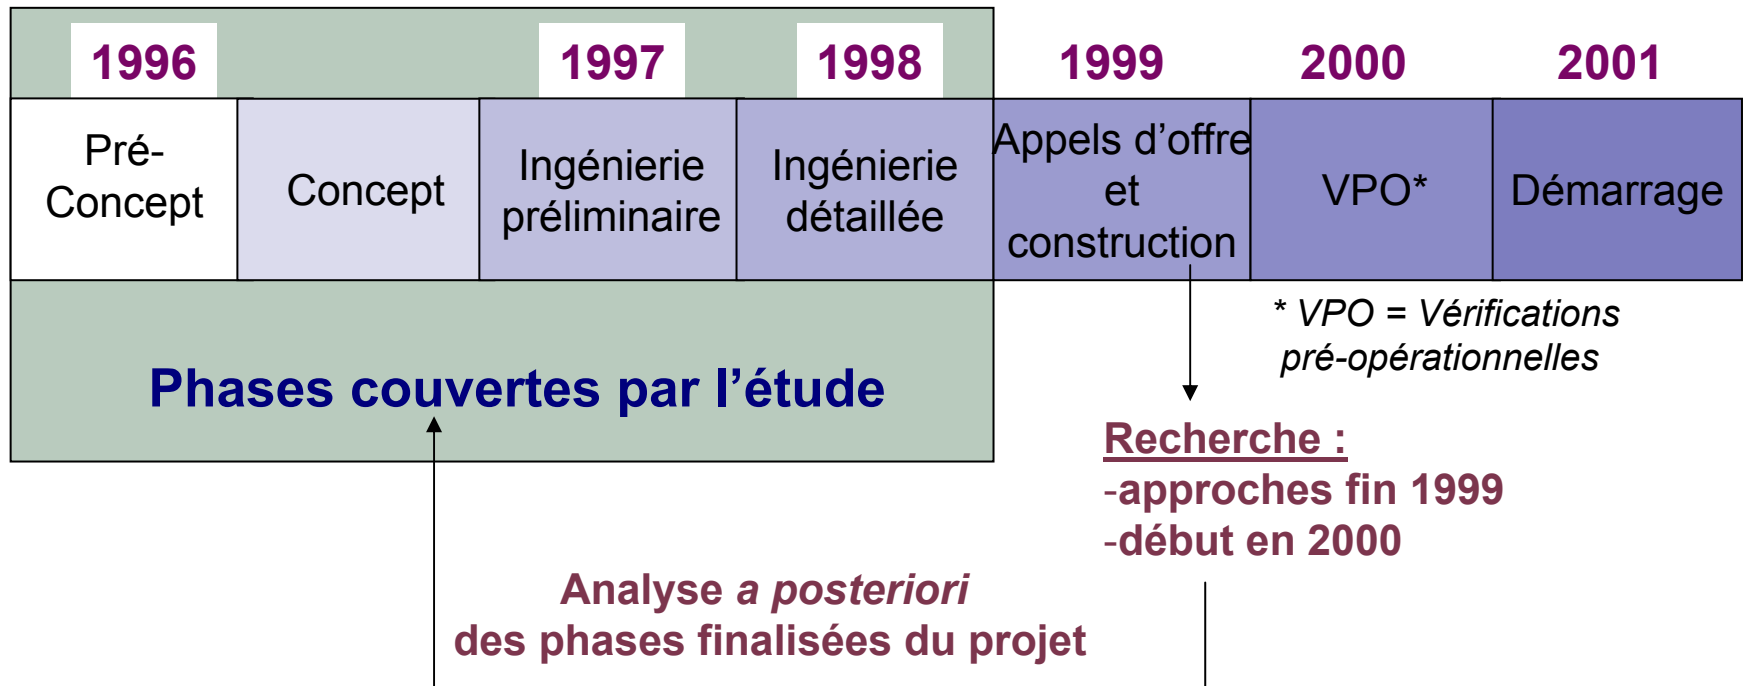 1996 1997 1998 1999 2000 2001
Pré-
Concept
Concept
Ingénierie
préliminaire
Ingénierie
détaillée
Appels d’offre
et
construction
VPO*
Démarrage
* VPO = Vérifications
pré-opérationnelles
Phases couvertes par l’étude
Recherche :
-approches fin 1999
-début en 2000
Analyse a posteriori
des phases finalisées du projet